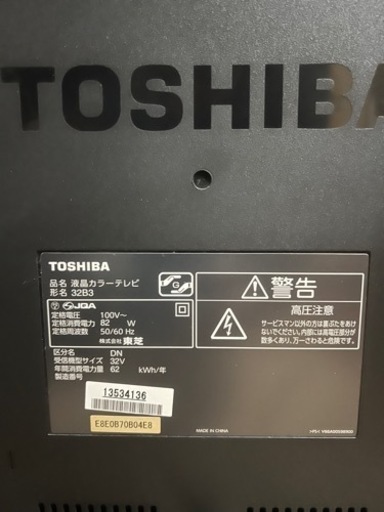 TOSHIBA
TOSHIBA
品名 液晶カラーテレビ
形名 32B3
JQA
定格電圧 100V~
定格消費電力 82 W
定格周波数 50/60 Hz
株式会社 東芝
区分名 DN
受信機型サイズ 32V
年間消費電力量 62 kWh/年
製造番号
13534136
E8E0B70B04E8
警告
高圧注意
サービスマン以外の方は裏ぶたをあけ
ないでください。内部には高電圧部分が
数多くあり、万一さわると危険です。
MADE IN CHINA